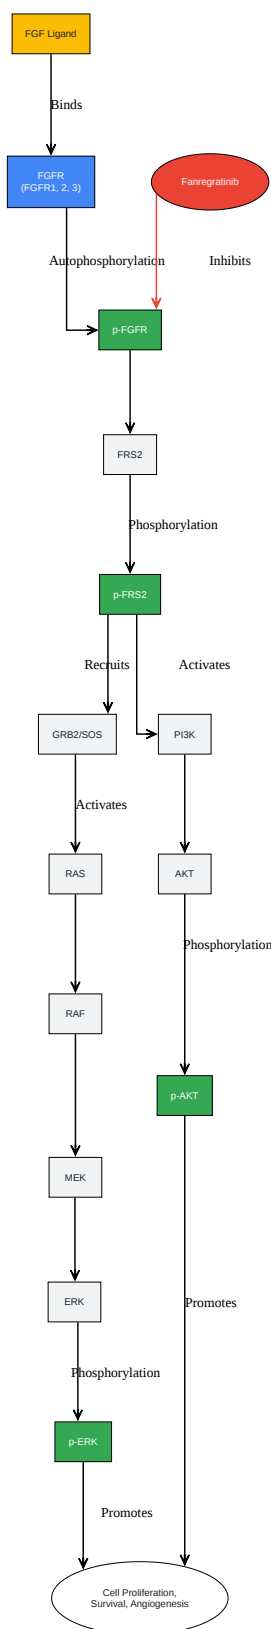 FGF Ligand
Binds
FGFR
(FGFR1, 2, 3)
Fanregratinib
Autophosphorylation
Inhibits
p-FGFR
FRS2
Phosphorylation
p-FRS2
Recruits
Activates
GRB2/SOS
PI3K
Activates
RAS
AKT
Phosphorylation
RAF
p-AKT
MEK
ERK
Promotes
Phosphorylation
p-ERK
Promotes
Cell Proliferation,
Survival, Angiogenesis